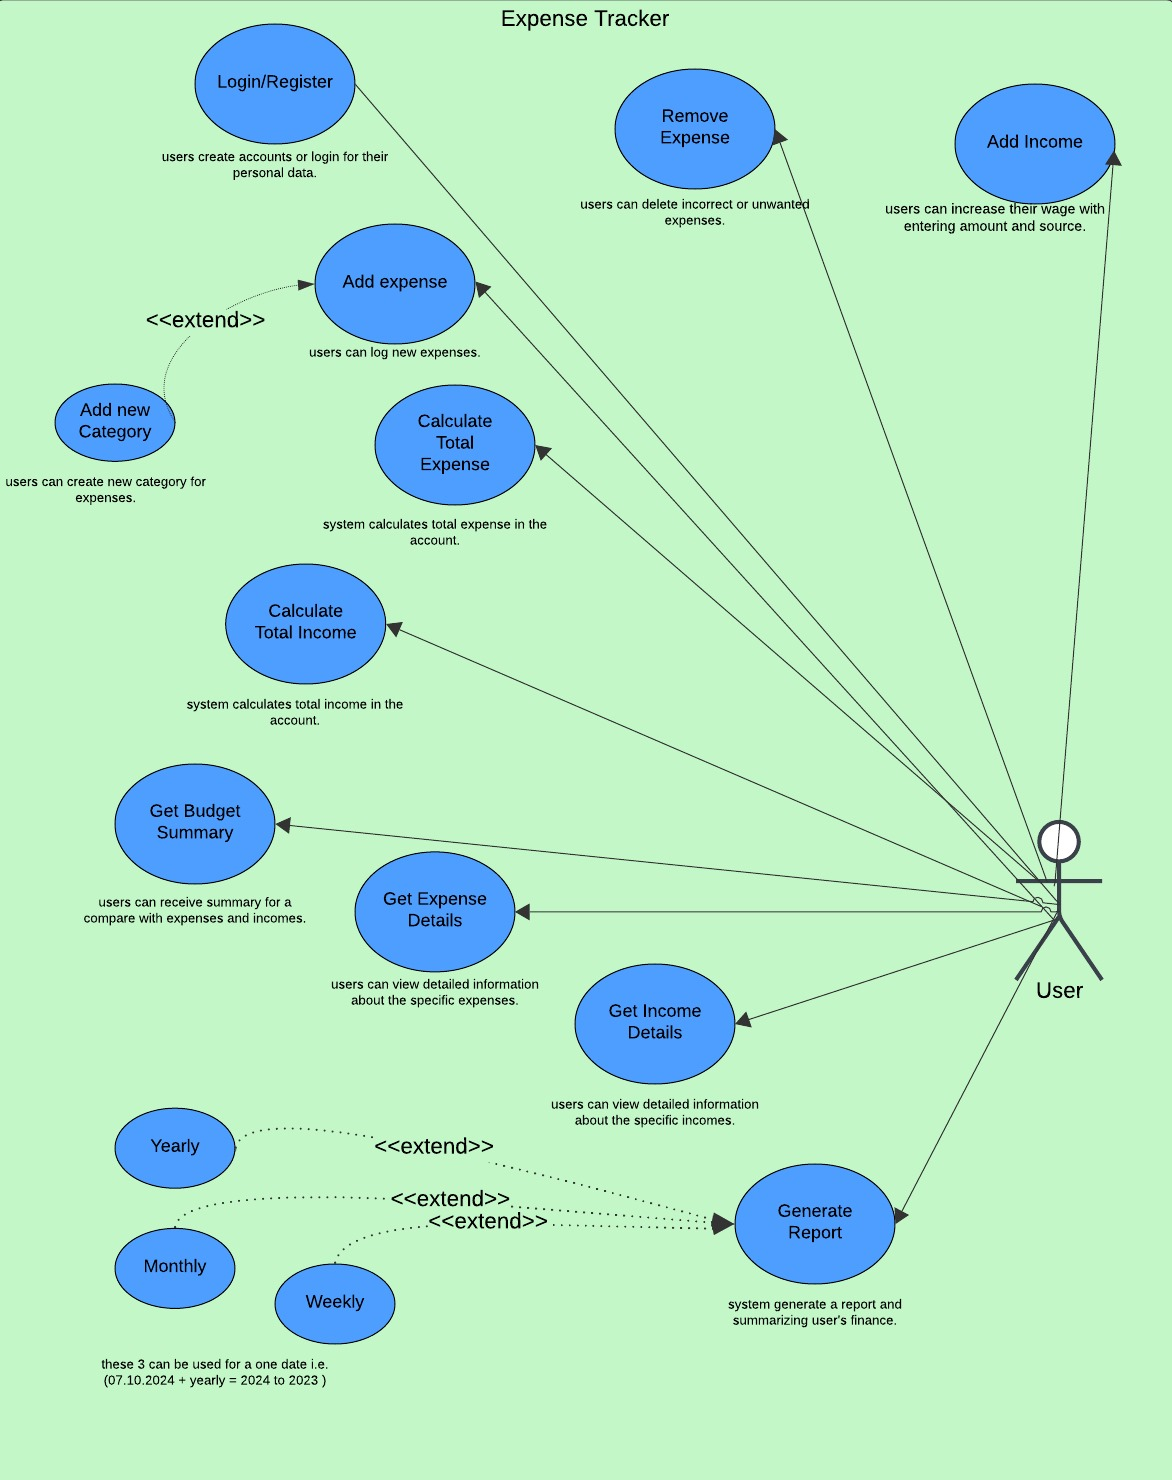 Expense Tracker
Login/Register
users create accounts or login for their
personal data.
Remove
Expense
users can delete incorrect or unwanted
expenses.
Add Income
users can increase their wage with
entering amount and source.
Add expense
users can log new expenses.
<<extend>>
Add new
Category
users can create new category for
expenses.
Calculate
Total
Expense
system calculates total expense in the
account.
Calculate
Total Income
system calculates total income in the
account.
Get Budget
Summary
users can receive summary for a
compare with expenses and incomes.
Get Expense
Details
users can view detailed information
about the specific expenses.
User
Get Income
Details
users can view detailed information
about the specific incomes.
Yearly
<<extend>>
<<extend>>
<<extend>>
Generate
Report
Monthly
Weekly
system generate a report and
summarizing user's finance.
these 3 can be used for a one date i.e.
(07.10.2024 + yearly = 2024 to 2023 )